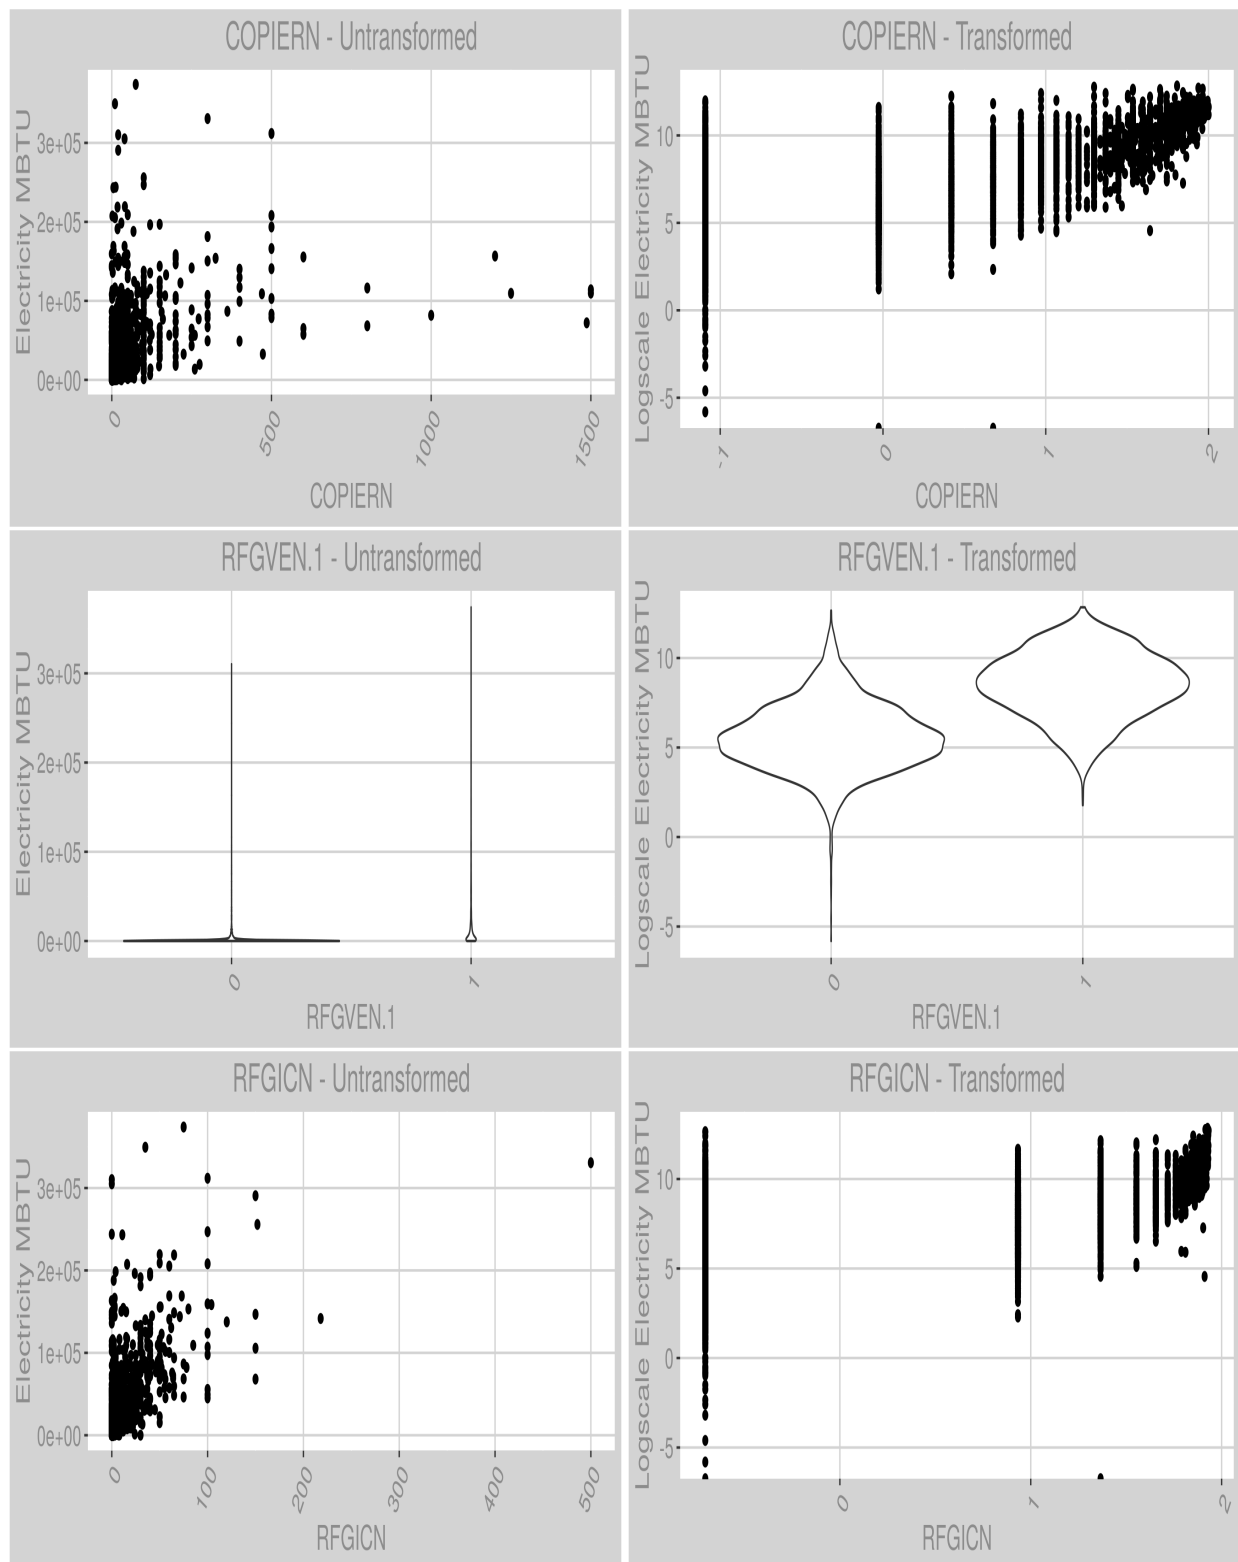 COPIERN - Untransformed
Electricity MBTU
3e+05
2e+05
1e+05
0e+00
0
500
1000
1500
COPIERN
COPIERN - Transformed
Logscale Electricity MBTU
10
5
0
-5
-1
0
1
2
COPIERN
RFGVEN.1 - Untransformed
Electricity MBTU
3e+05
2e+05
1e+05
0e+00
0
1
RFGVEN.1
RFGVEN.1 - Transformed
Logscale Electricity MBTU
10
5
0
-5
0
1
RFGVEN.1
RFGICN - Untransformed
Electricity MBTU
3e+05
2e+05
1e+05
0e+00
0
100
200
300
400
500
RFGICN
RFGICN - Transformed
Logscale Electricity MBTU
10
5
0
-5
0
1
2
RFGICN